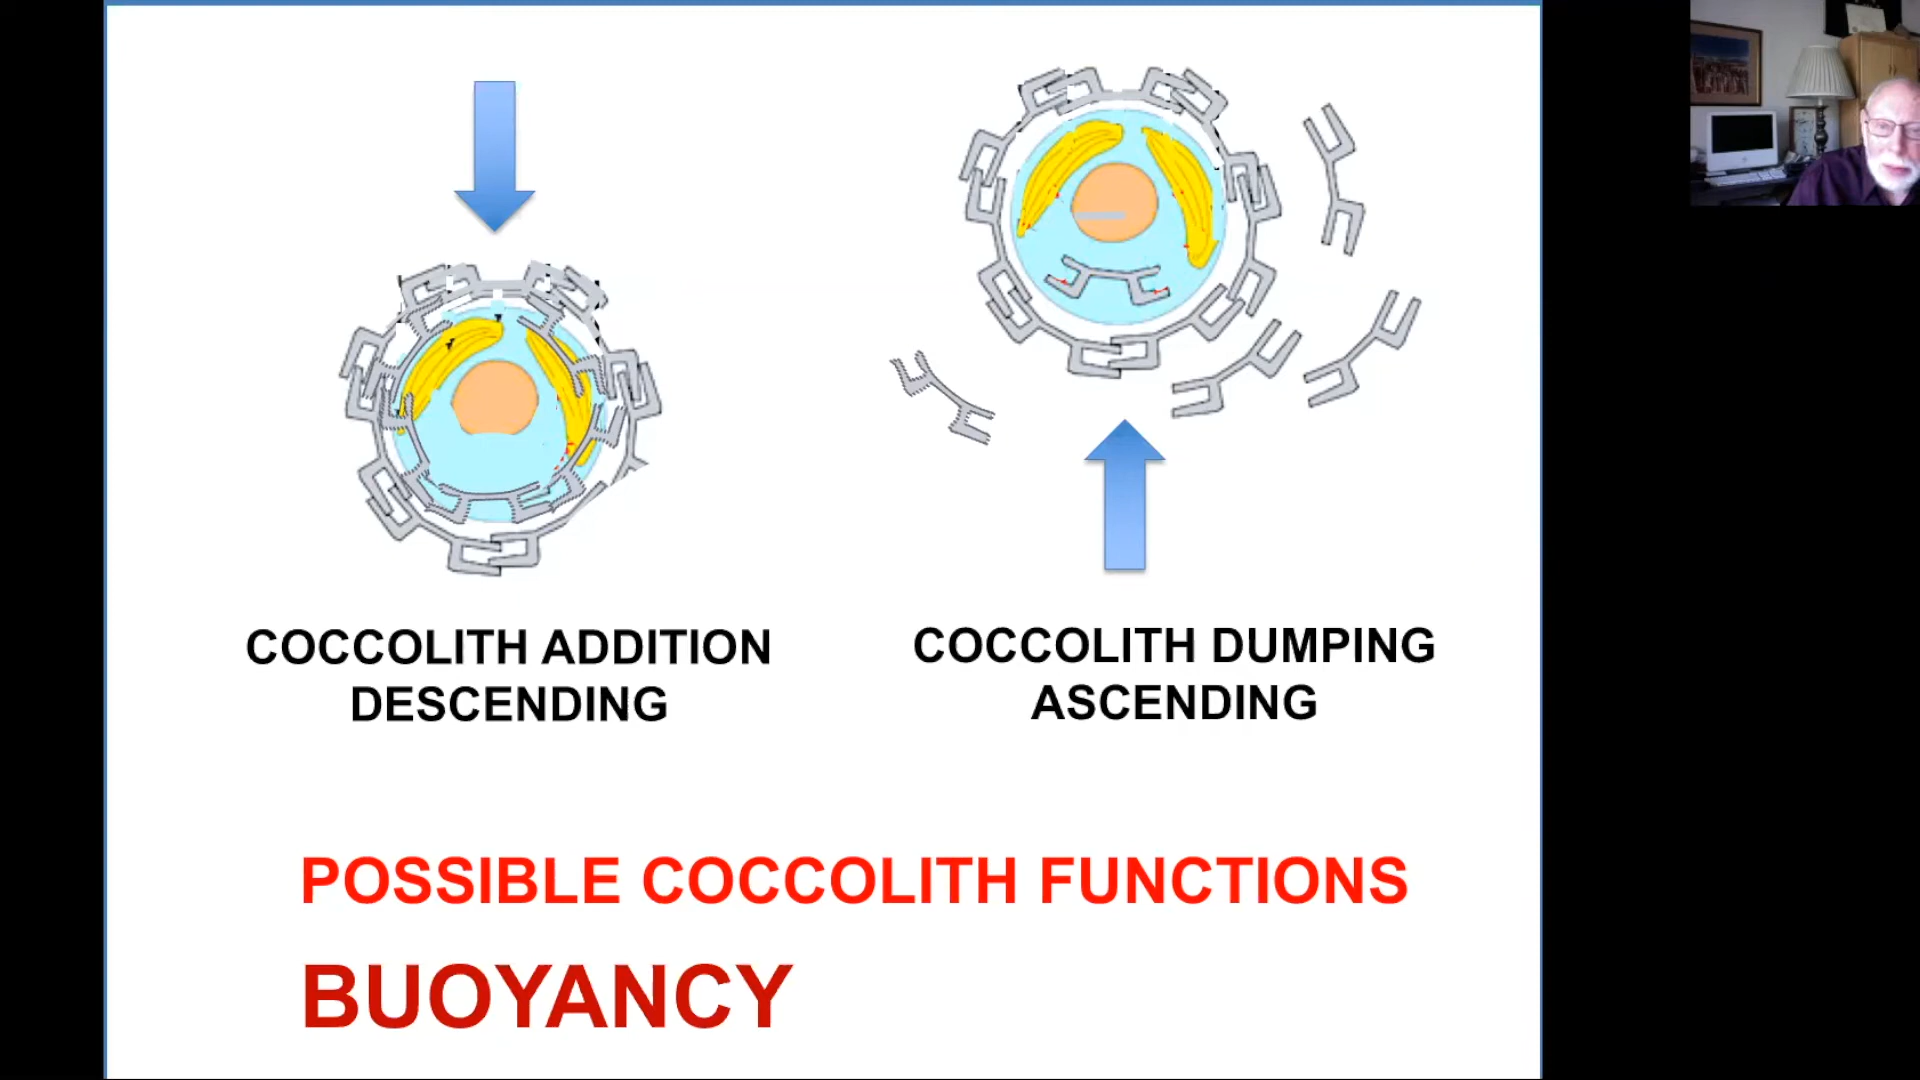 COCCOLITH ADDITION
DESCENDING
COCCOLITH DUMPING
ASCENDING
POSSIBLE COCCOLITH FUNCTIONS
BUOYANCY